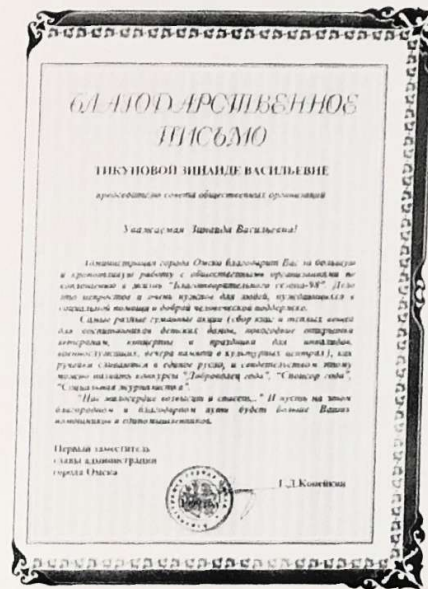 БЛАГОДАРСТВЕННОЕ
ПИСЬМО
ТИКУНОВОЙ ЗИНАИДЕ ВАСИЛЬЕВНЕ
председателю совета общественных организаций
Уважаемая Зинаида Васильевна!
Администрация города Омска благодарит Вас за большую
и кропотливую работу с общественными организациями по
воплощению в жизнь "Благотворительного сезона-98". Дело
это непростое и очень нужное для людей, нуждающихся в
социальной помощи и доброй человеческой поддержке.
Самые разные гуманные акции (сбор книг и теплых вещей
для воспитанников детских домов, новогодние открытки
ветеранам, концерты и праздники для инвалидов,
военнослужащих, вечера памяти в культурных центрах), как
ручейки сливаются в единое русло, и свидетельством этому
можно назвать конкурсы "Доброволец года", "Спонсор года",
"Социальная журналистика".
"Нас милосердие возвысит и спасет..." И пусть на этом
благородном и благодарном пути будет больше Ваших
помощников и единомышленников.
Первый заместитель
главы администрации
города Омска
Г.Д.Копейкин